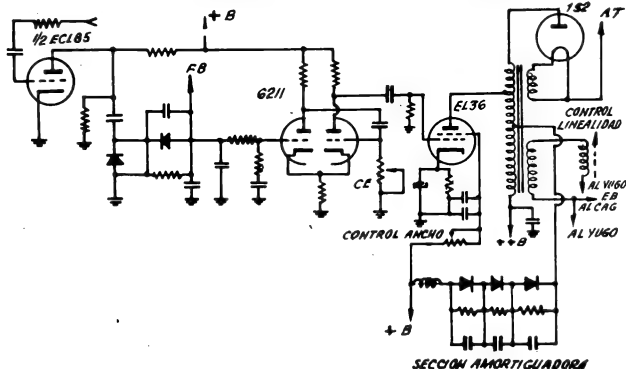 1/2 ECL85
+B
EB
6211
CE
EL36
CONTROL ANCHO
+B
1S2
AT
CONTROL
LINEALIDAD
AL YUGO
EB
AL CAG
AL YUGO
++B
SECCION AMORTIGUADORA